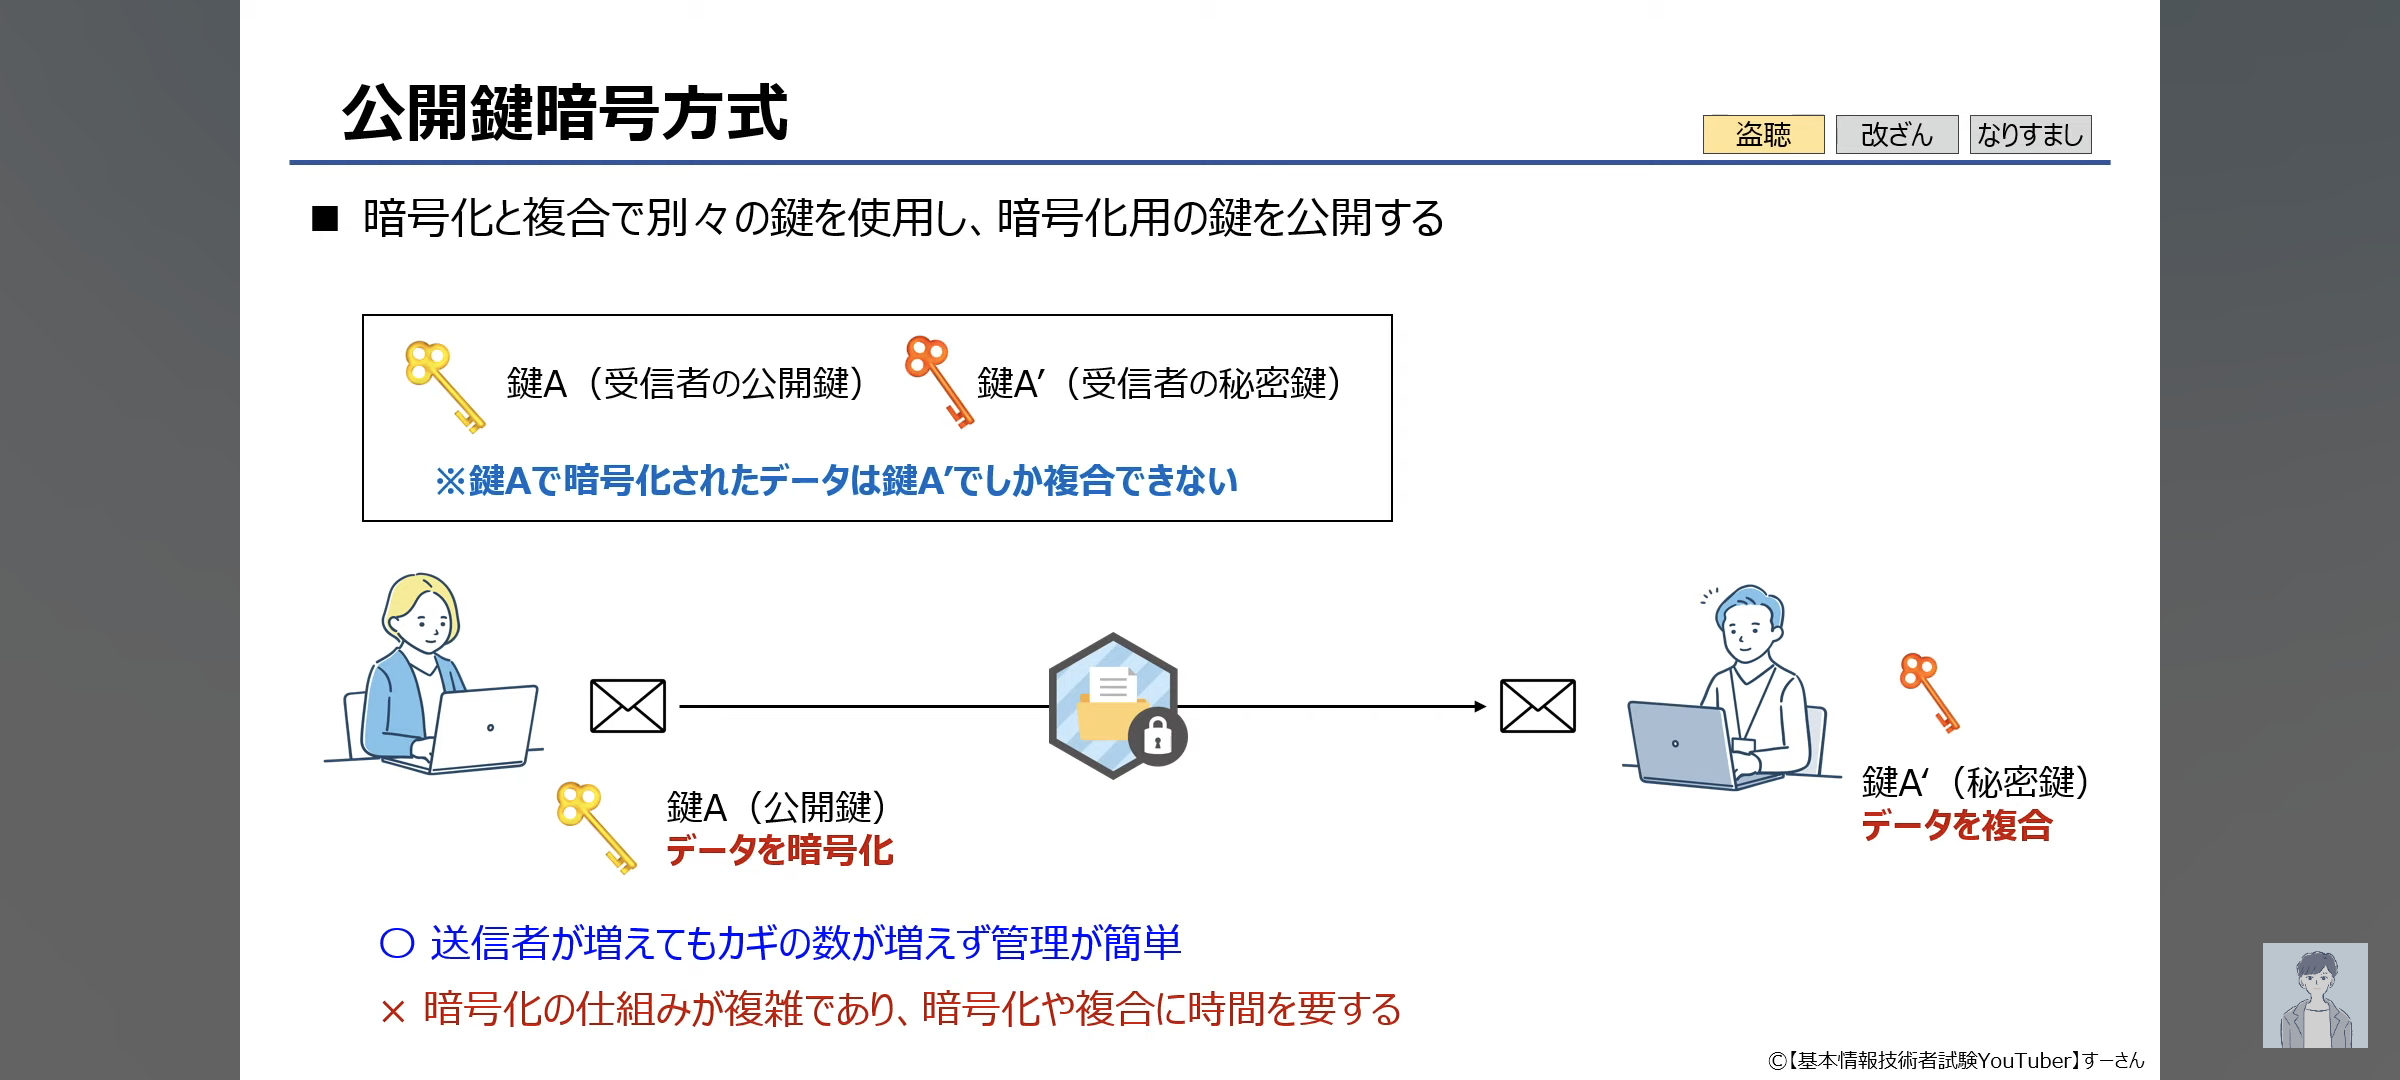 公開鍵暗号方式
盗聴 改ざん なりすまし
■ 暗号化と複合で別々の鍵を使用し、暗号化用の鍵を公開する
鍵A（受信者の公開鍵） 鍵A’（受信者の秘密鍵）
※鍵Aで暗号化されたデータは鍵A’でしか複合できない
鍵A（公開鍵）
データを暗号化
鍵A‘（秘密鍵）
データを複合
〇 送信者が増えてもカギの数が増えず管理が簡単
× 暗号化の仕組みが複雑であり、暗号化や複合に時間を要する
©【基本情報技術者試験YouTuber】すーさん